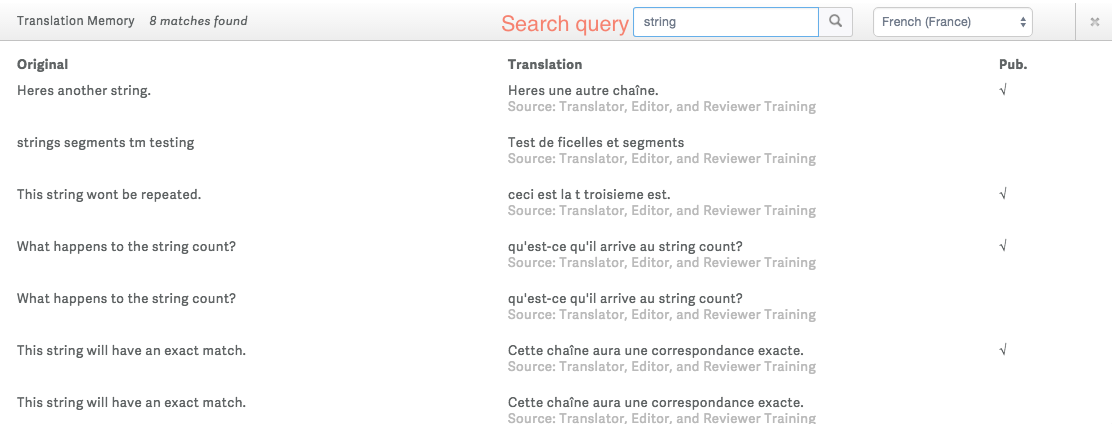 Translation Memory 8 matches found Search query string French (France)
Original Translation Pub.
Heres another string. Heres une autre chaîne. √
Source: Translator, Editor, and Reviewer Training
strings segments tm testing Test de ficelles et segments
Source: Translator, Editor, and Reviewer Training
This string wont be repeated. ceci est la t troisieme est. √
Source: Translator, Editor, and Reviewer Training
What happens to the string count? qu'est-ce qu'il arrive au string count? √
Source: Translator, Editor, and Reviewer Training
What happens to the string count? qu'est-ce qu'il arrive au string count?
Source: Translator, Editor, and Reviewer Training
This string will have an exact match. Cette chaîne aura une correspondance exacte. √
Source: Translator, Editor, and Reviewer Training
This string will have an exact match. Cette chaîne aura une correspondance exacte.
Source: Translator, Editor, and Reviewer Training